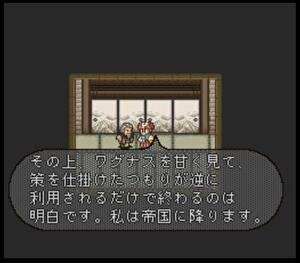 その上、ワグナスを甘く見て、
策を仕掛けたつもりが逆に
利用されるだけで終わるのは
明白です。私は帝国に降ります。